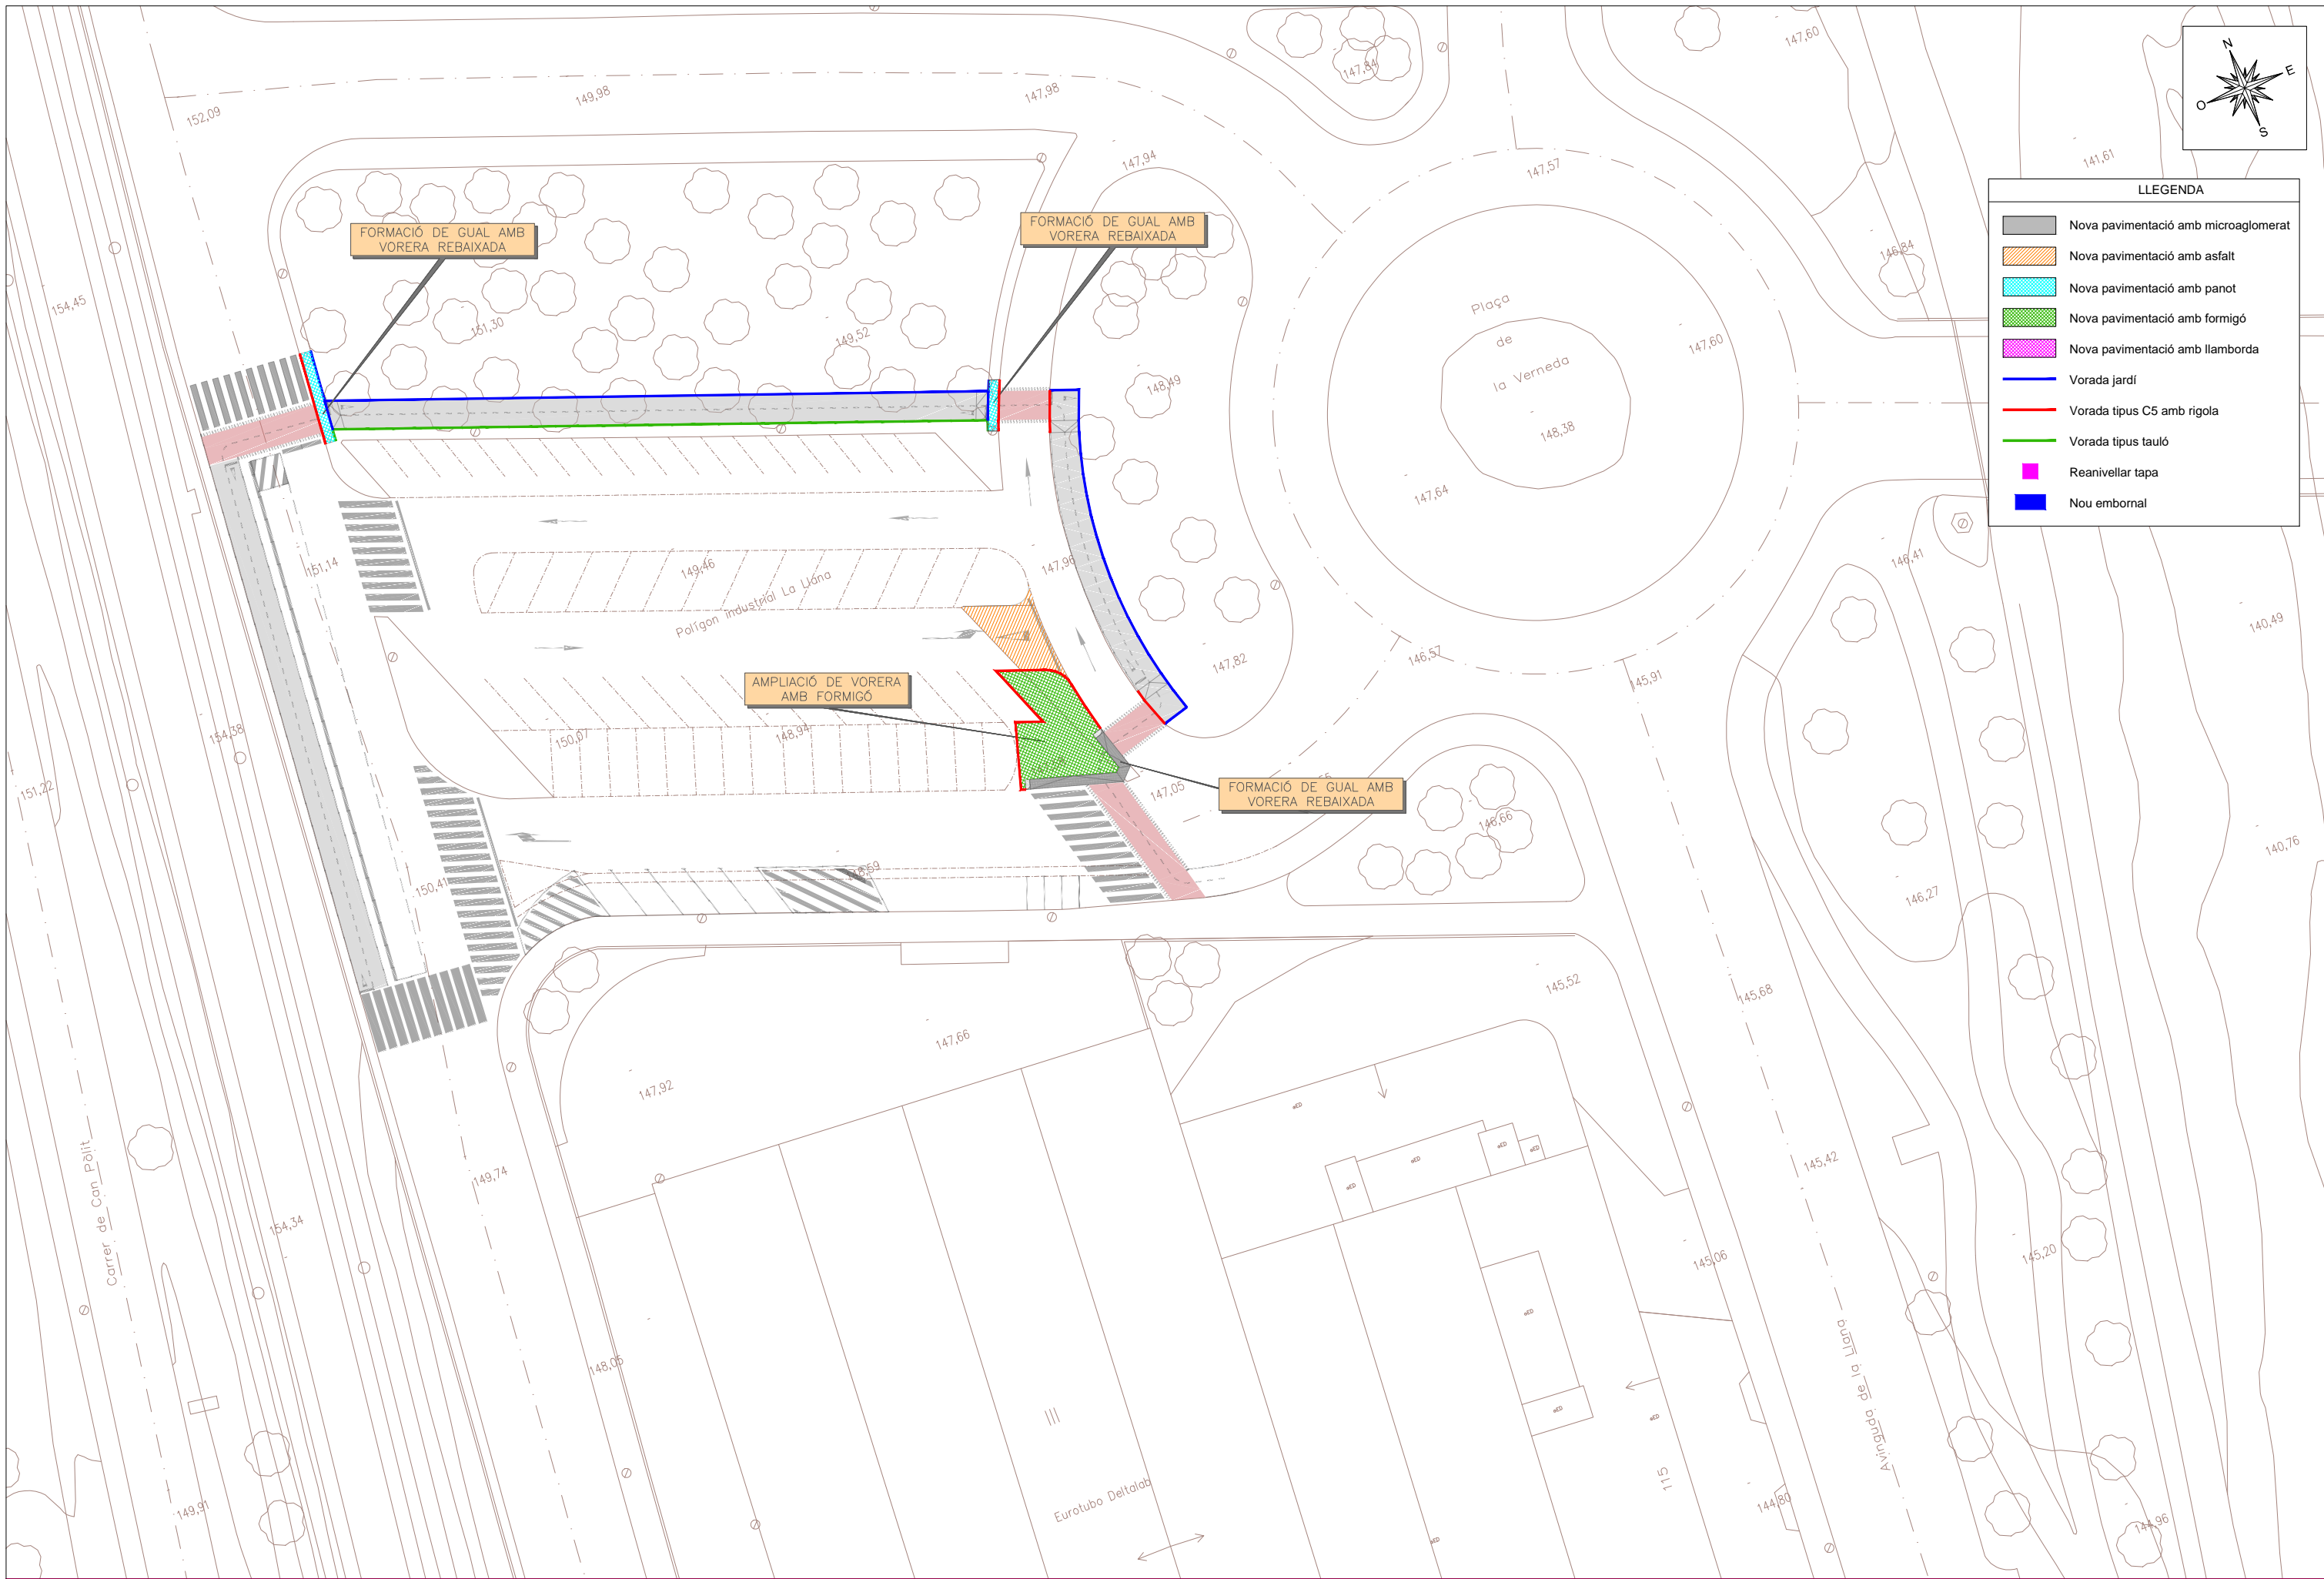 147,60
147,84
N
E
O
S
149,98
147,98
152,09
147,94
147,57
141,61
LLEGENDA
Nova pavimentació amb microaglomerat
Nova pavimentació amb asfalt
Nova pavimentació amb panot
Nova pavimentació amb formigó
Nova pavimentació amb llamborda
Vorada jardí
Vorada tipus C5 amb rigola
Vorada tipus tauló
Reanivellar tapa
Nou embornal
FORMACIÓ DE GUAL AMB
VORERA REBAIXADA
FORMACIÓ DE GUAL AMB
VORERA REBAIXADA
146,84
154,45
151,30
149,52
Plaça
de
la Verneda
147,60
148,49
148,38
147,64
151,14
149,46
147,96
146,41
Polígon industrial La Llana
140,49
147,82
146,57
145,91
AMPLIACIÓ DE VORERA
AMB FORMIGÓ
154,38
150,07
148,94
151,22
147,05
FORMACIÓ DE GUAL AMB
VORERA REBAIXADA
146,66
140,76
150,41
148,59
146,27
145,52
145,68
147,66
147,92
149,74
145,42
Carrer de Can Pòlit
154,34
145,20
145,06
148,05
Avinguda de la Llana
115
Eurotubo Deltalab
149,91
144,80
144,96